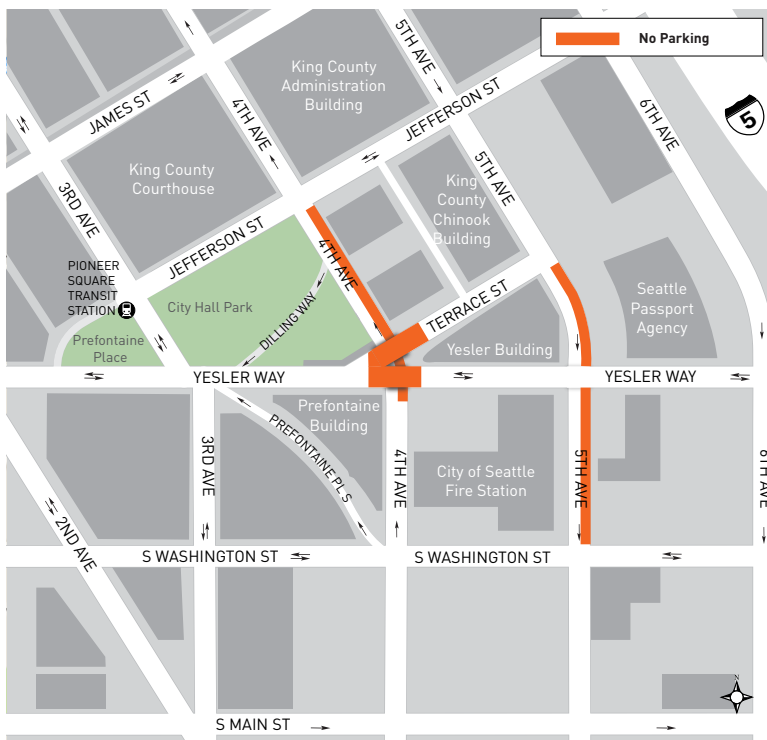 No Parking
5TH AVE
King County
Administration
Building
JAMES ST
4TH AVE
JEFFERSON ST
6TH AVE
5
King County
Courthouse
5TH AVE
King
County
Chinook
Building
3RD AVE
JEFFERSON ST
4TH AVE
PIONEER
SQUARE
TRANSIT
STATION
City Hall Park
DILLING WAY
TERRACE ST
Seattle
Passport
Agency
Prefontaine
Place
Yesler Building
YESLER WAY
YESLER WAY
Prefontaine
Building
PREFONTAINE PL S
3RD AVE
4TH AVE
City of Seattle
Fire Station
5TH AVE
6TH AVE
2ND AVE
S WASHINGTON ST
S WASHINGTON ST
N
S MAIN ST